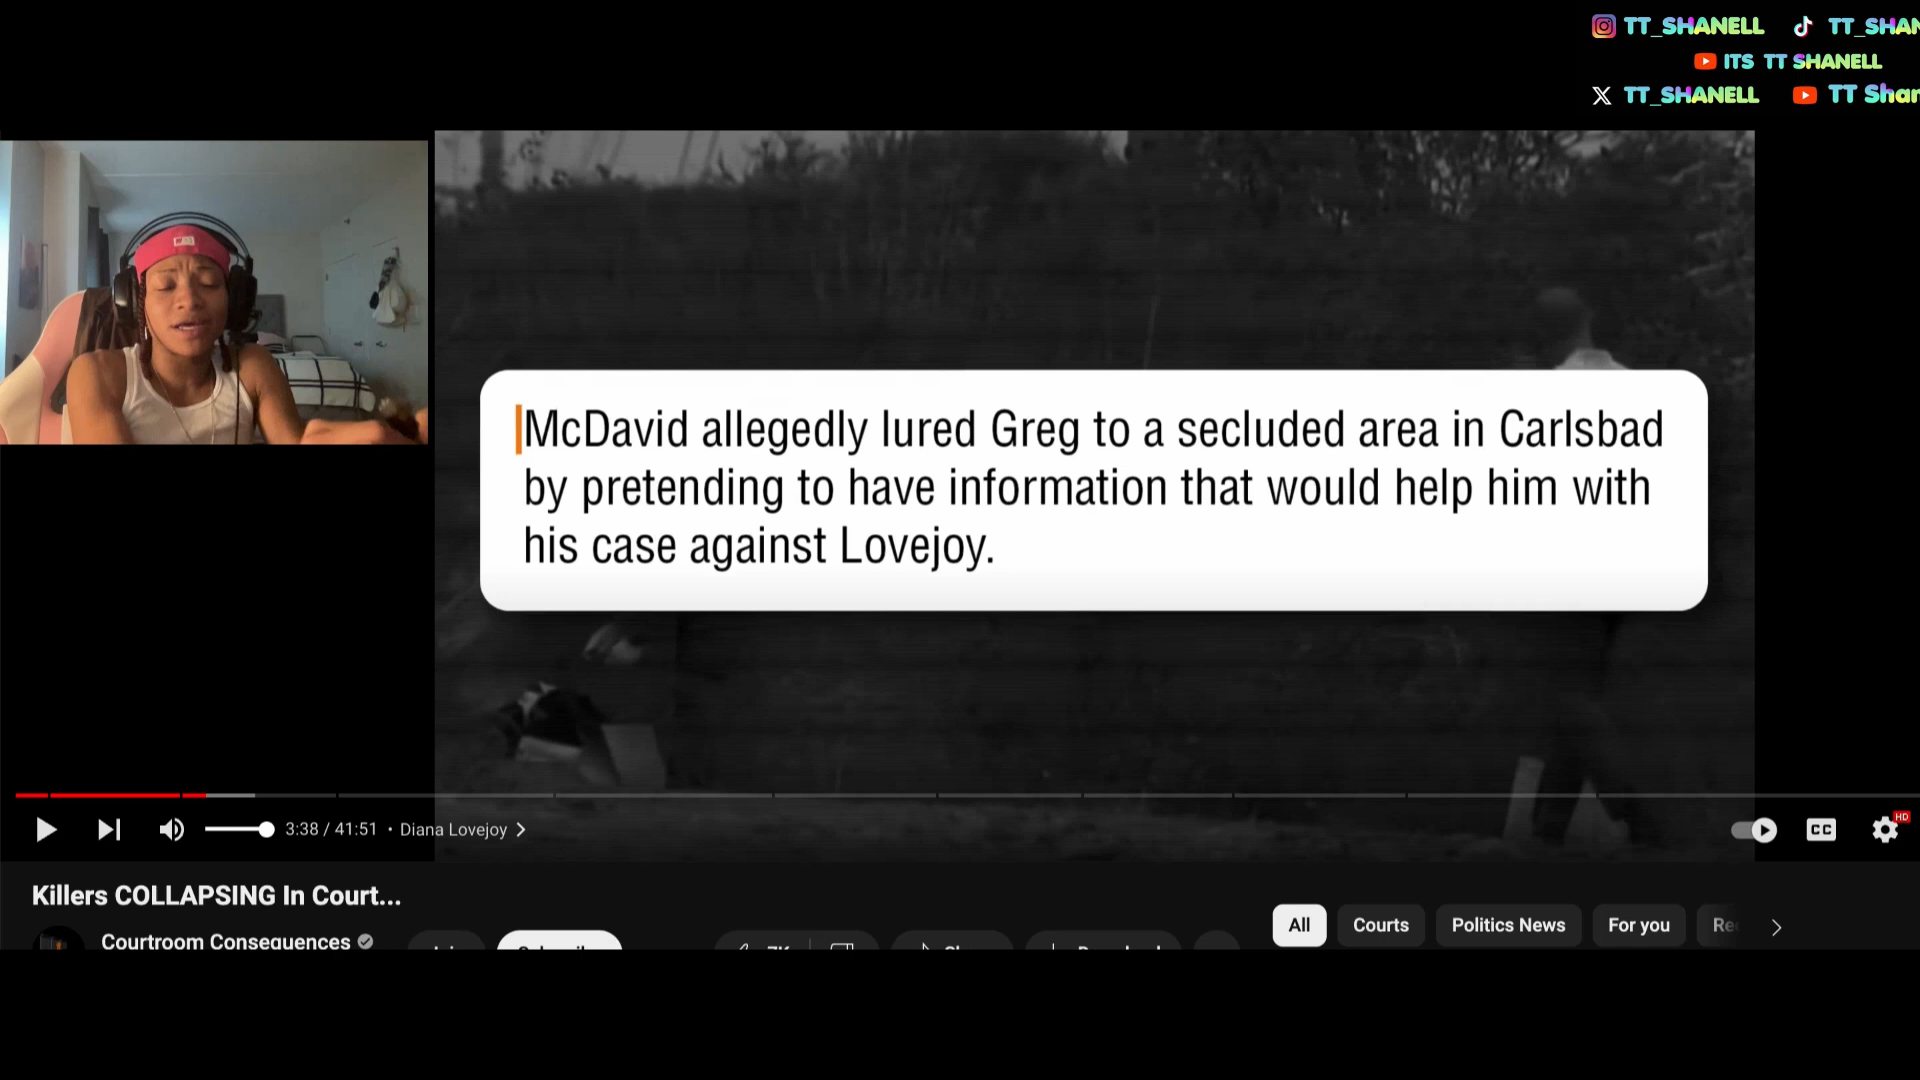 TT_SHANELL TT_SHAN
ITS TT SHANELL
TT_SHANELL TT Shan
McDavid allegedly lured Greg to a secluded area in Carlsbad
by pretending to have information that would help him with
his case against Lovejoy.
3:38 / 41:51 • Diana Lovejoy
CC
HD
Killers COLLAPSING In Court...
All Courts Politics News For you Re
Courtroom Consequences
7K